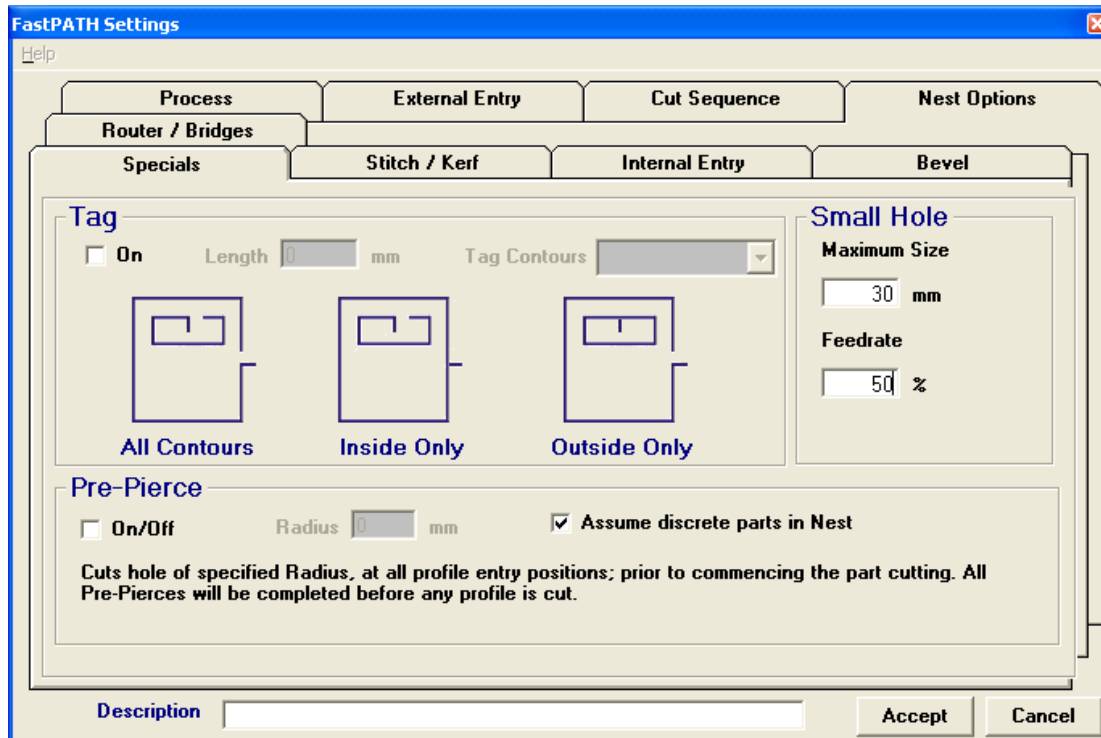 FastPATH Settings
Help
Process External Entry Cut Sequence Nest Options
Router / Bridges
Specials Stitch / Kerf Internal Entry Bevel
Tag
On Length 0 mm Tag Contours
All Contours Inside Only Outside Only
Small Hole
Maximum Size
30 mm
Feedrate
50 %
Pre-Pierce
On/Off Radius 0 mm Assume discrete parts in Nest
Cuts hole of specified Radius, at all profile entry positions; prior to commencing the part cutting. All
Pre-Pierces will be completed before any profile is cut.
Description Accept Cancel